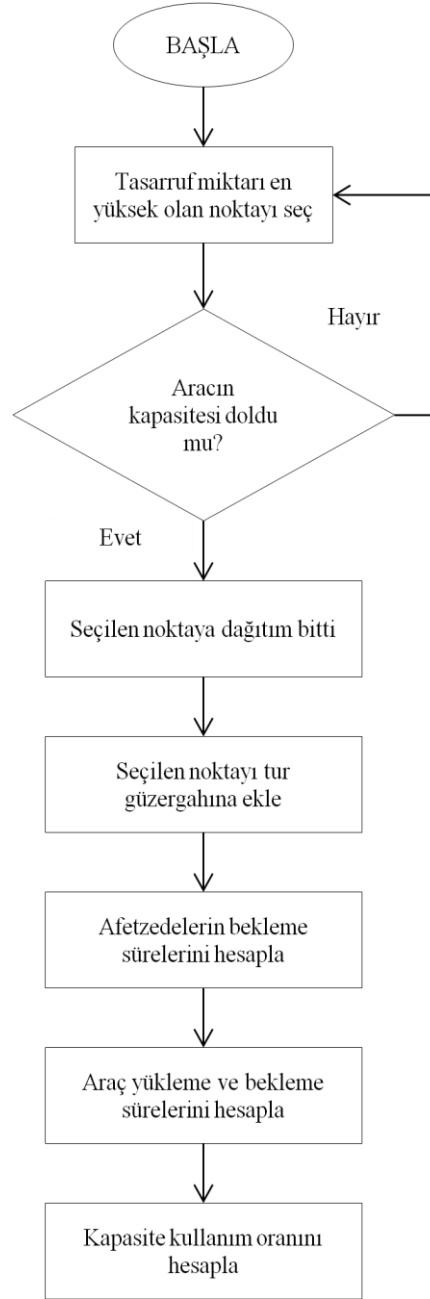 BAŞLA
Tasarruf miktarı en
yüksek olan noktayı seç
Hayır
Aracın
kapasitesi doldu
mu?
Evet
Seçilen noktaya dağıtım bitti
Seçilen noktayı tur
güzergahına ekle
Afetzedelerin bekleme
sürelerini hesapla
Araç yükleme ve bekleme
sürelerini hesapla
Kapasite kullanım oranını
hesapla